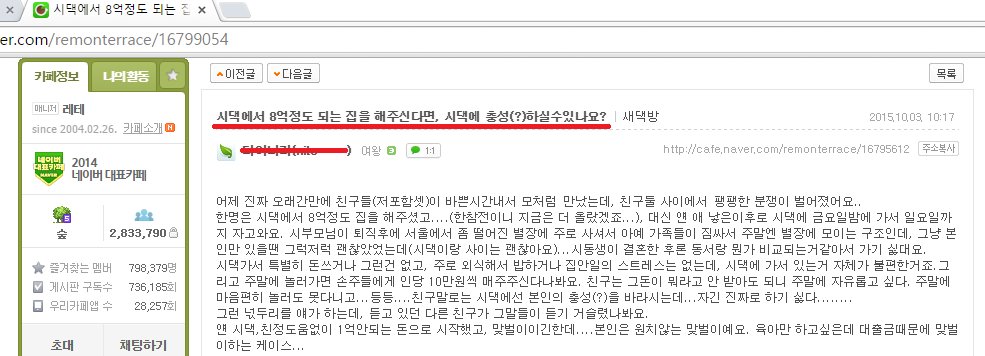 시댁에서 8억정도 되는 집
er.com/remonterrace/16799054
카페정보
나의활동
이전글
다음글
목록
매니저 레테
since 2004.02.26. 카페소개
네이버 대표카페 NAVER
2014
네이버 대표카페
5
숲
2,833,790
즐겨찾는 멤버 798,379명
게시판 구독수 736,185회
우리카페앱 수 28,257회
초대
채팅하기
시댁에서 8억정도 되는 집을 해주신다면, 시댁에 충성(?)하실수있나요? | 새댁방
2015.10.03. 10:17
여왕 1:1
http://cafe.naver.com/remonterrace/16795612 주소복사
어제 진짜 오래간만에 친구들(저포함셋)이 바쁜시간내서 모처럼 만났는데, 친구둘 사이에서 팽팽한 분쟁이 벌어졌어요..
한명은 시댁에서 8억정도 집을 해주셨고....(한참전이니 지금은 더 올랐겠죠...), 대신 얜 애 낳은이후로 시댁에 금요일밤에 가서 일요일까
지 자고와요. 시부모님이 퇴직후에 서울에서 좀 떨어진 별장에 주로 사셔서 아예 가족들이 짐싸서 주말엔 별장에 모이는 구조인데, 그냥 본
인만 있을땐 그럭저럭 괜찮았었는데(시댁이랑 사이는 괜찮아요)...시동생이 결혼한 후론 동서랑 뭔가 비교되는거같아서 가기 싫대요.
시댁가서 특별히 돈쓰거나 그런건 없고, 주로 외식해서 밥하거나 집안일의 스트레스는 없는데, 시댁에 가서 있는거 자체가 불편한거죠. 그
리고 주말에 놀러가면 손주들에게 인당 10만원씩 매주주신다나봐요. 친구는 그돈이 뭐라고 안 받아도 되니 주말에 자유롭고 싶다. 주말에
마음편히 놀러도 못다니고...등등....친구말로는 시댁에선 본인의 충성(?)을 바라시는데...자긴 진짜로 하기 싫다........
그런 넋두리를 얘가 하는데, 듣고 있던 다른 친구가 그말들이 듣기 거슬렸나봐요.
얜 시댁,친정도움없이 1억안되는 돈으로 시작했고, 맞벌이이긴한데....본인은 원치않는 맞벌이예요. 육아만 하고싶은데 대출금때문에 맞벌
이하는 케이스...